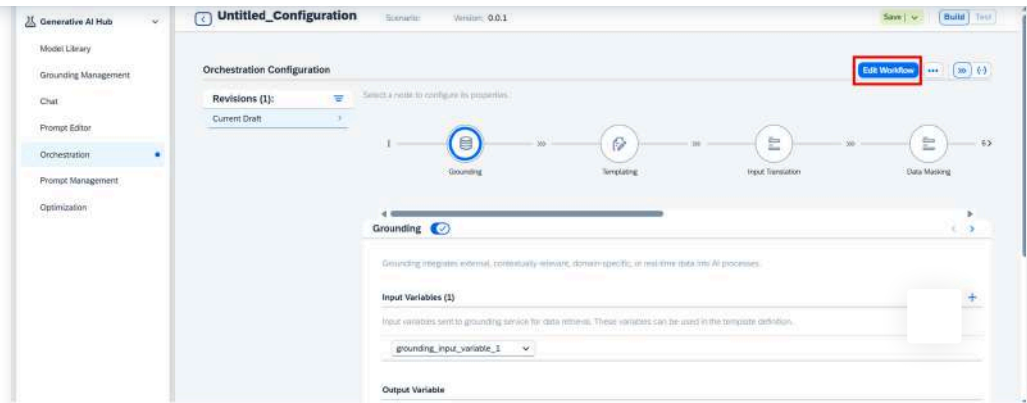 Generative AI Hub
Model Library
Grounding Management
Chat
Prompt Editor
Orchestration
Prompt Management
Optimization
Untitled_Configuration
Scenario:
Version: 0.0.1
Save
Build
Test
Orchestration Configuration
Edit Workflow
Revisions (1):
Current Draft
Select a node to configure its properties.
1
Grounding
Templating
Input Translation
Data Masking
6
Grounding
Grounding integrates external, contextually-relevant, domain-specific, or real-time data into AI processes.
Input Variables (1)
Input variables sent to grounding service for data retrieval. These variables can be used in the template definition.
grounding_input_variable_1
Output Variable